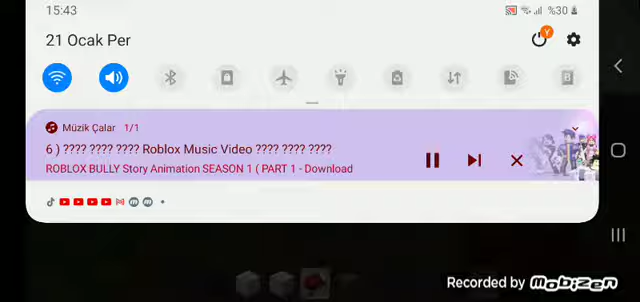 15:43
%30
21 Ocak Per
Y
Müzik Çalar 1/1
6 ) ???? ???? ???? Roblox Music Video ???? ???? ????
ROBLOX BULLY Story Animation SEASON 1 ( PART 1 - Download
Recorded by Mobizen